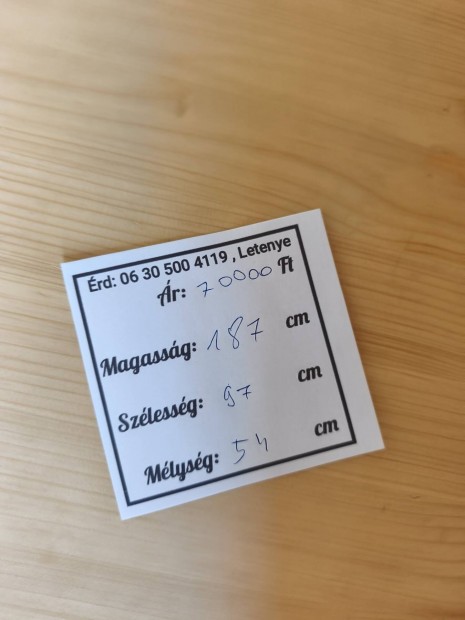 Érd: 06 30 500 4119 , Letenye
Ár: 70000 Ft
Magasság: 187 cm
Szélesség: 97 cm
Mélység: 54 cm